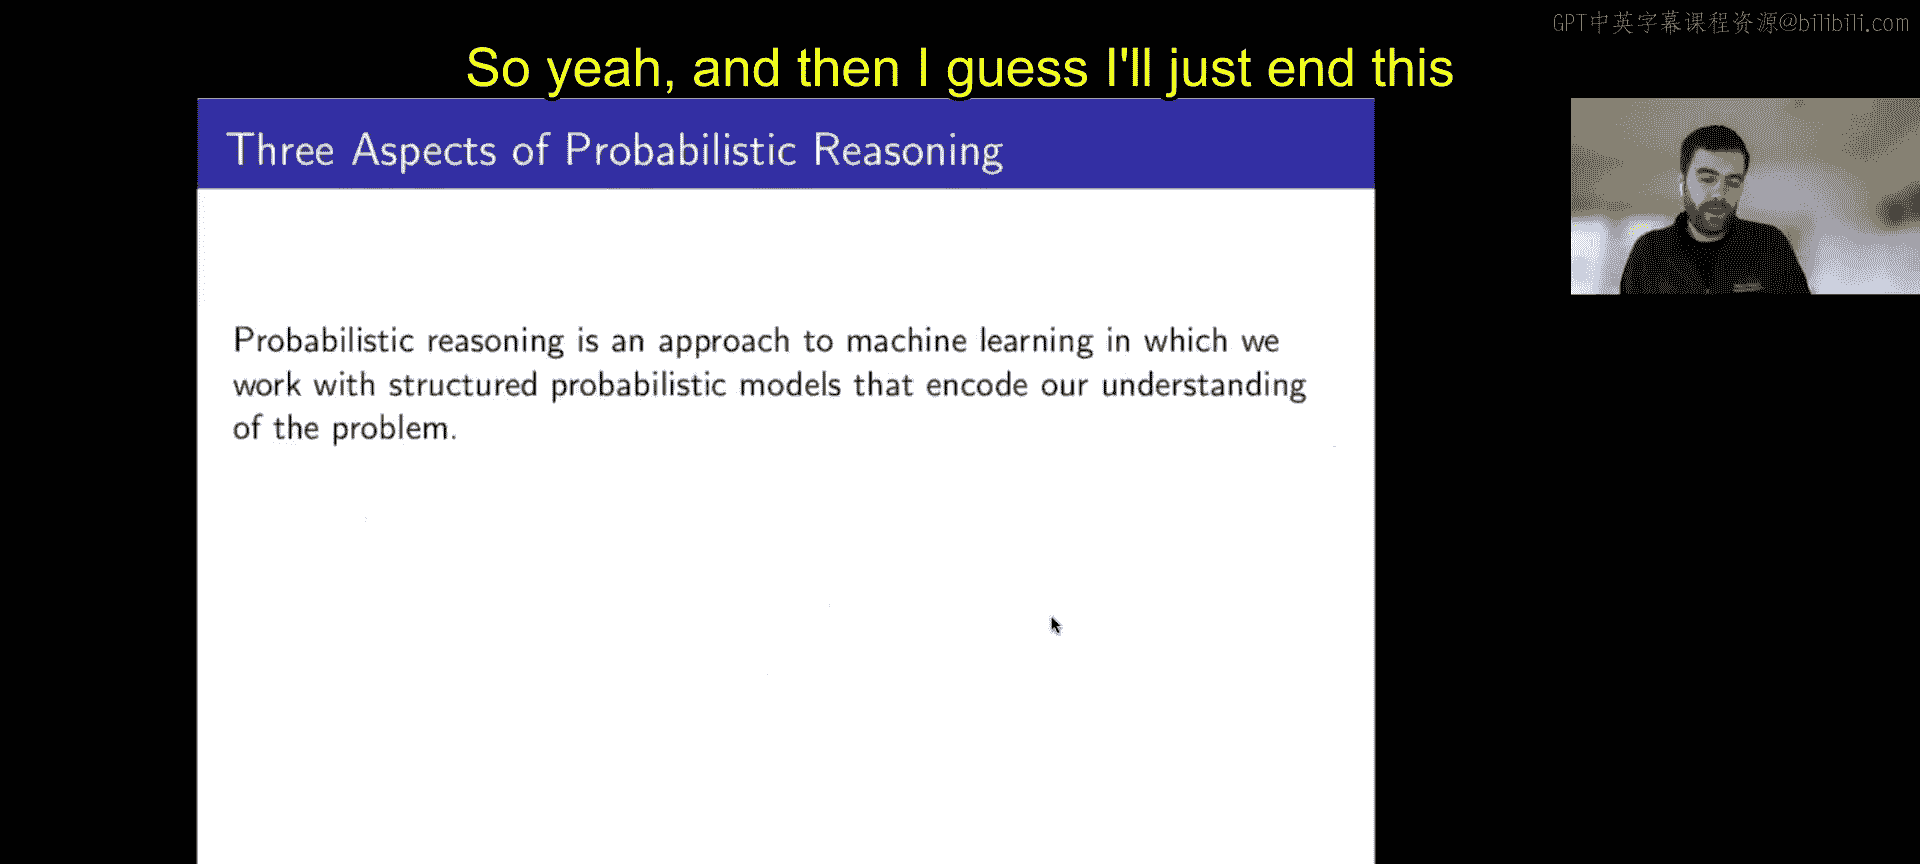 GPT中英字幕课程资源@bilibili.com
So yeah, and then I guess I'll just end this
Three Aspects of Probabilistic Reasoning
Probabilistic reasoning is an approach to machine learning in which we
work with structured probabilistic models that encode our understanding
of the problem.